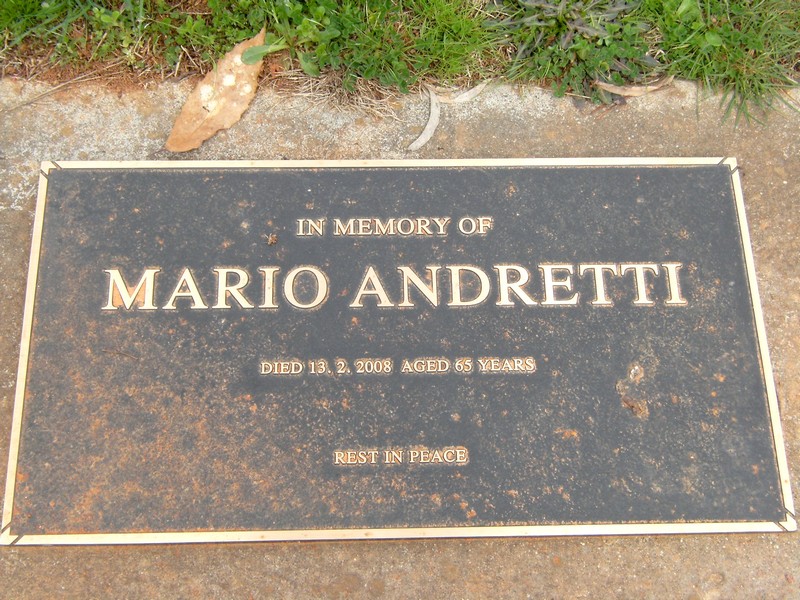 IN MEMORY OF
MARIO ANDRETTI
DIED 13. 2. 2008 AGED 65 YEARS
REST IN PEACE